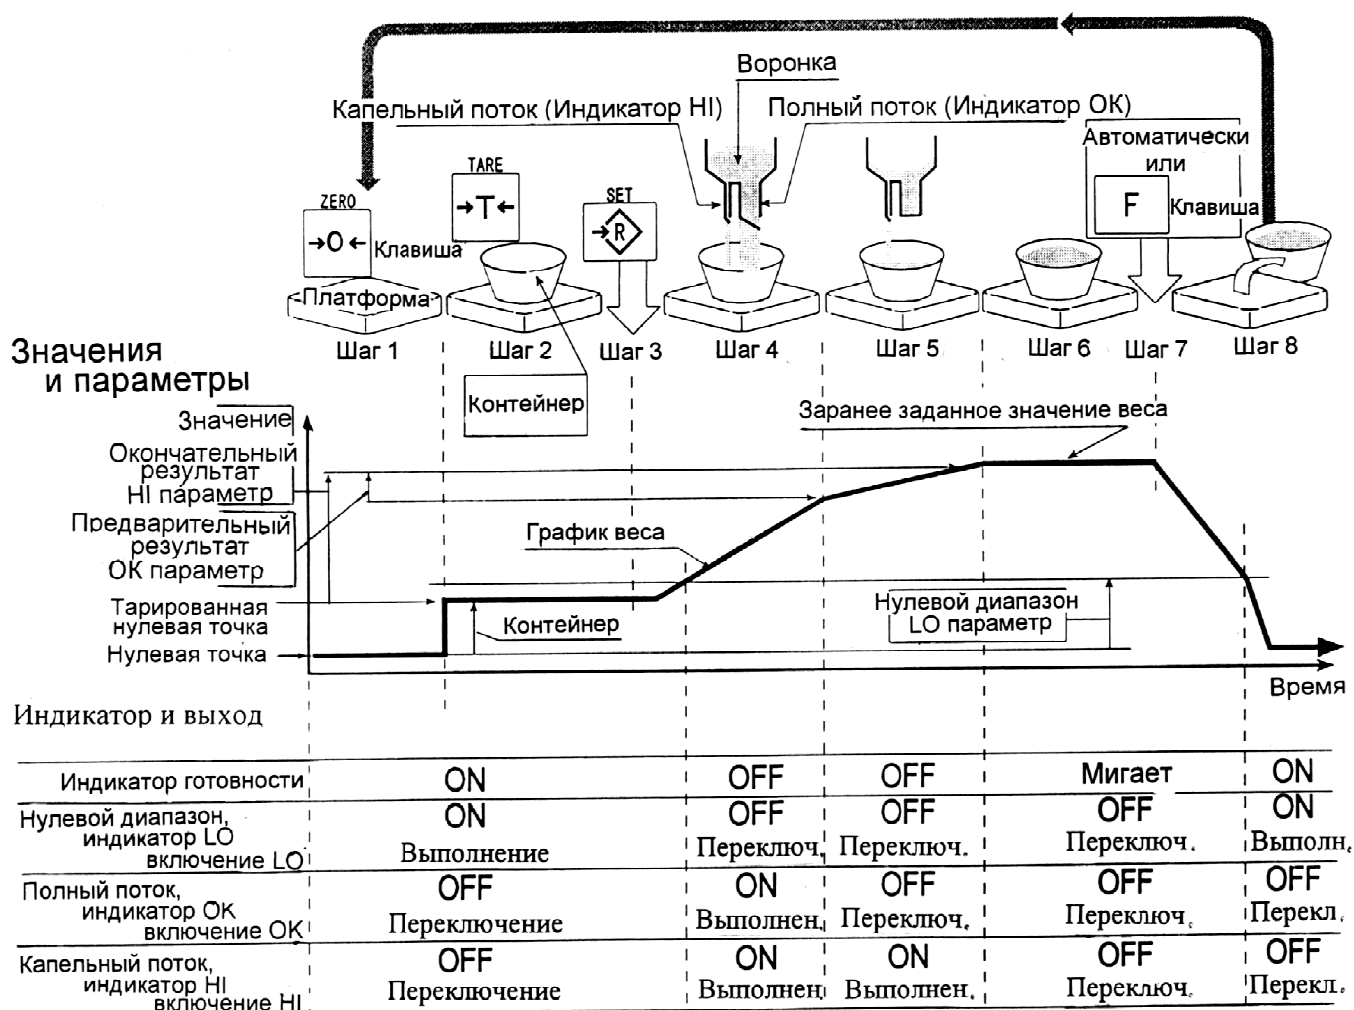 Воронка
Капельный поток (Индикатор HI)
Полный поток (Индикатор ОК)
Автоматически
или
F
Клавиша
TARE
→T←
SET
→R
ZERO
→0←
Клавиша
Платформа
Шаг 1
Шаг 2
Шаг 3
Шаг 4
Шаг 5
Шаг 6
Шаг 7
Шаг 8
Контейнер
Значения
и параметры
Значение
Окончательный
результат
HI параметр
Предварительный
результат
ОК параметр
Тарированная
нулевая точка
Нулевая точка
Заранее заданное значение веса
График веса
Контейнер
Нулевой диапазон
LO параметр
Время
Индикатор и выход
Индикатор готовности ON OFF OFF Мигает ON
Нулевой диапазон,
индикатор LO
включение LO
ON OFF OFF OFF ON
Выполнение Переключ. Переключ. Переключ. Выполн.
Полный поток,
индикатор ОК
включение ОК
OFF ON OFF OFF OFF
Переключение Выполнен. Переключ. Переключ. Перекл.
Капельный поток,
индикатор HI
включение HI
OFF ON ON OFF OFF
Переключение Выполнен Выполнен. Переключ. Перекл.